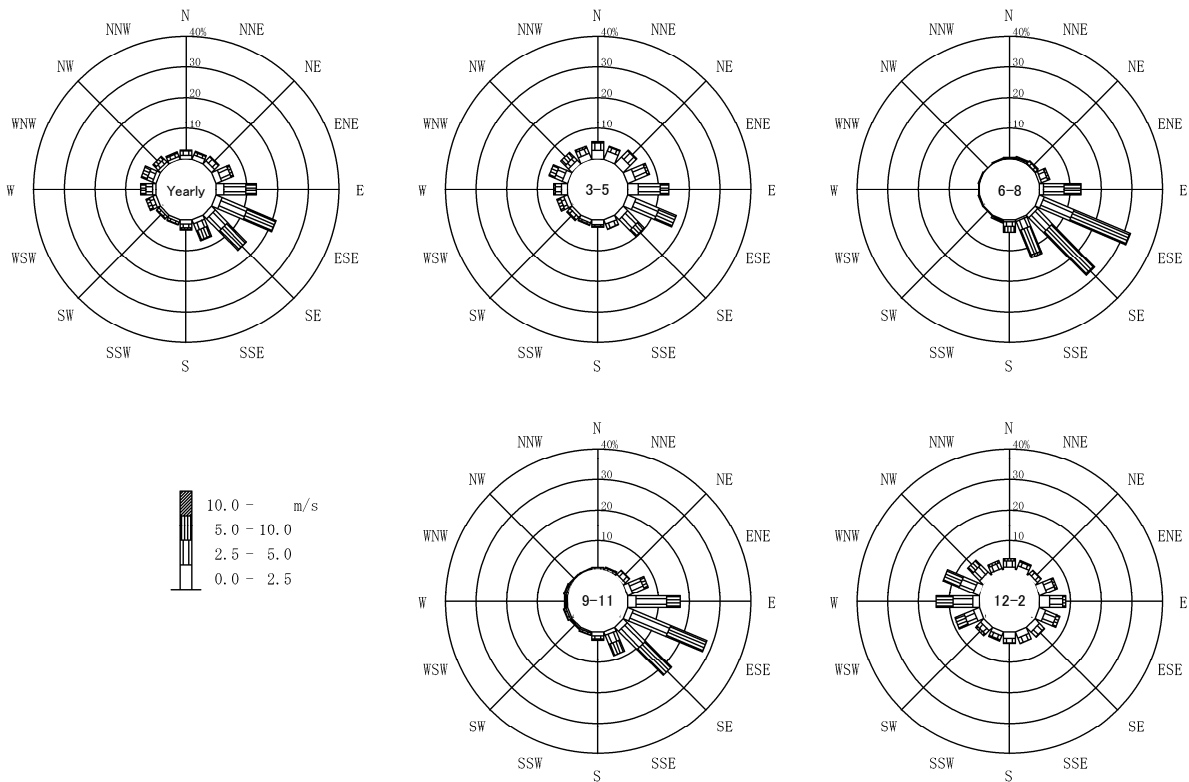 N
40%
NNW
NNE
30
NW
NE
20
WNW
ENE
10
W
Yearly
E
WSW
ESE
SW
SE
SSW
SSE
S
N
40%
NNW
NNE
30
NW
NE
20
WNW
ENE
10
W
3-5
E
WSW
ESE
SW
SE
SSW
SSE
S
N
40%
NNW
NNE
30
NW
NE
20
WNW
ENE
10
W
6-8
E
WSW
ESE
SW
SE
SSW
SSE
S
10.0 - m/s
5.0 - 10.0
2.5 - 5.0
0.0 - 2.5
N
40%
NNW
NNE
30
NW
NE
20
WNW
ENE
10
W
9-11
E
WSW
ESE
SW
SE
SSW
SSE
S
N
40%
NNW
NNE
30
NW
NE
20
WNW
ENE
10
W
12-2
E
WSW
ESE
SW
SE
SSW
SSE
S